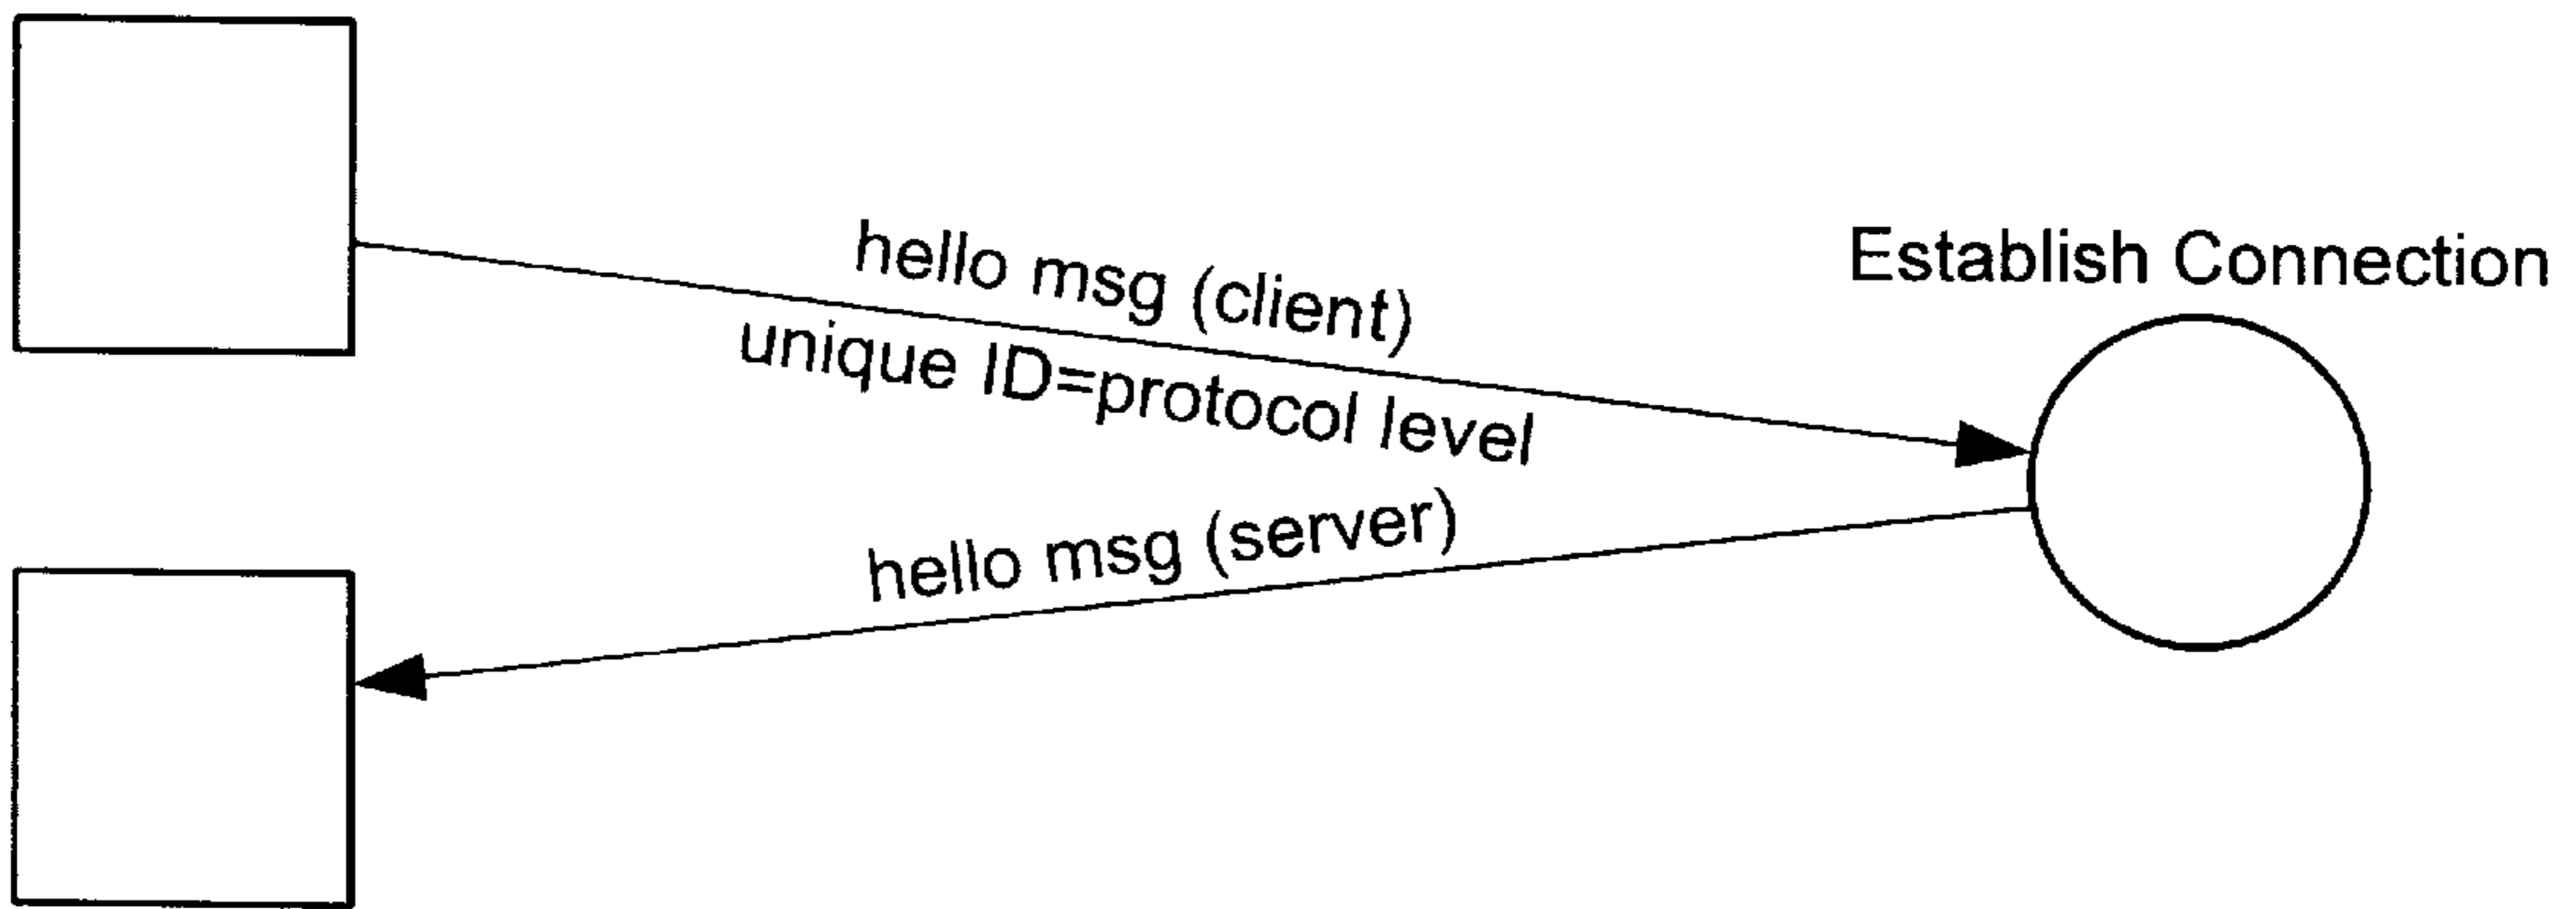 hello msg (client)
unique ID=protocol level
Establish Connection
hello msg (server)